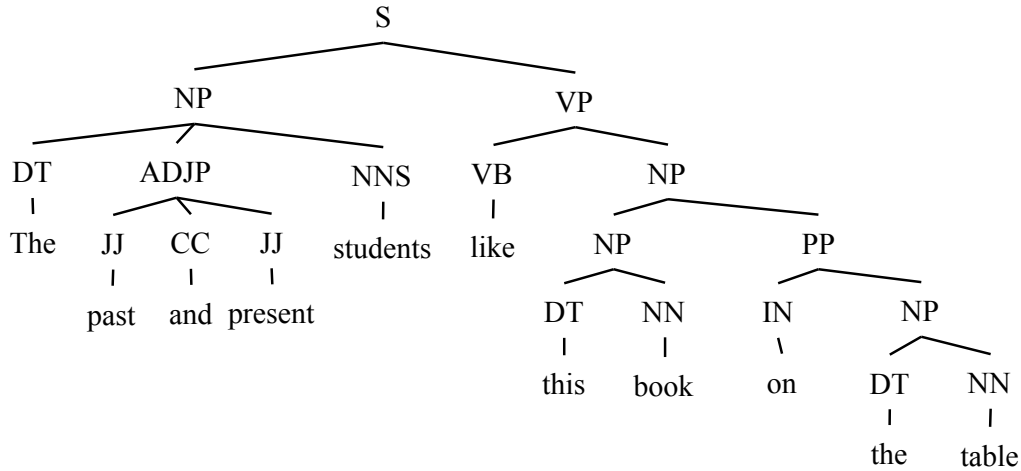 S
NP VP
DT ADJP NNS VB NP
The JJ CC JJ students like NP PP
past and present DT NN IN NP
this book on DT NN
the table